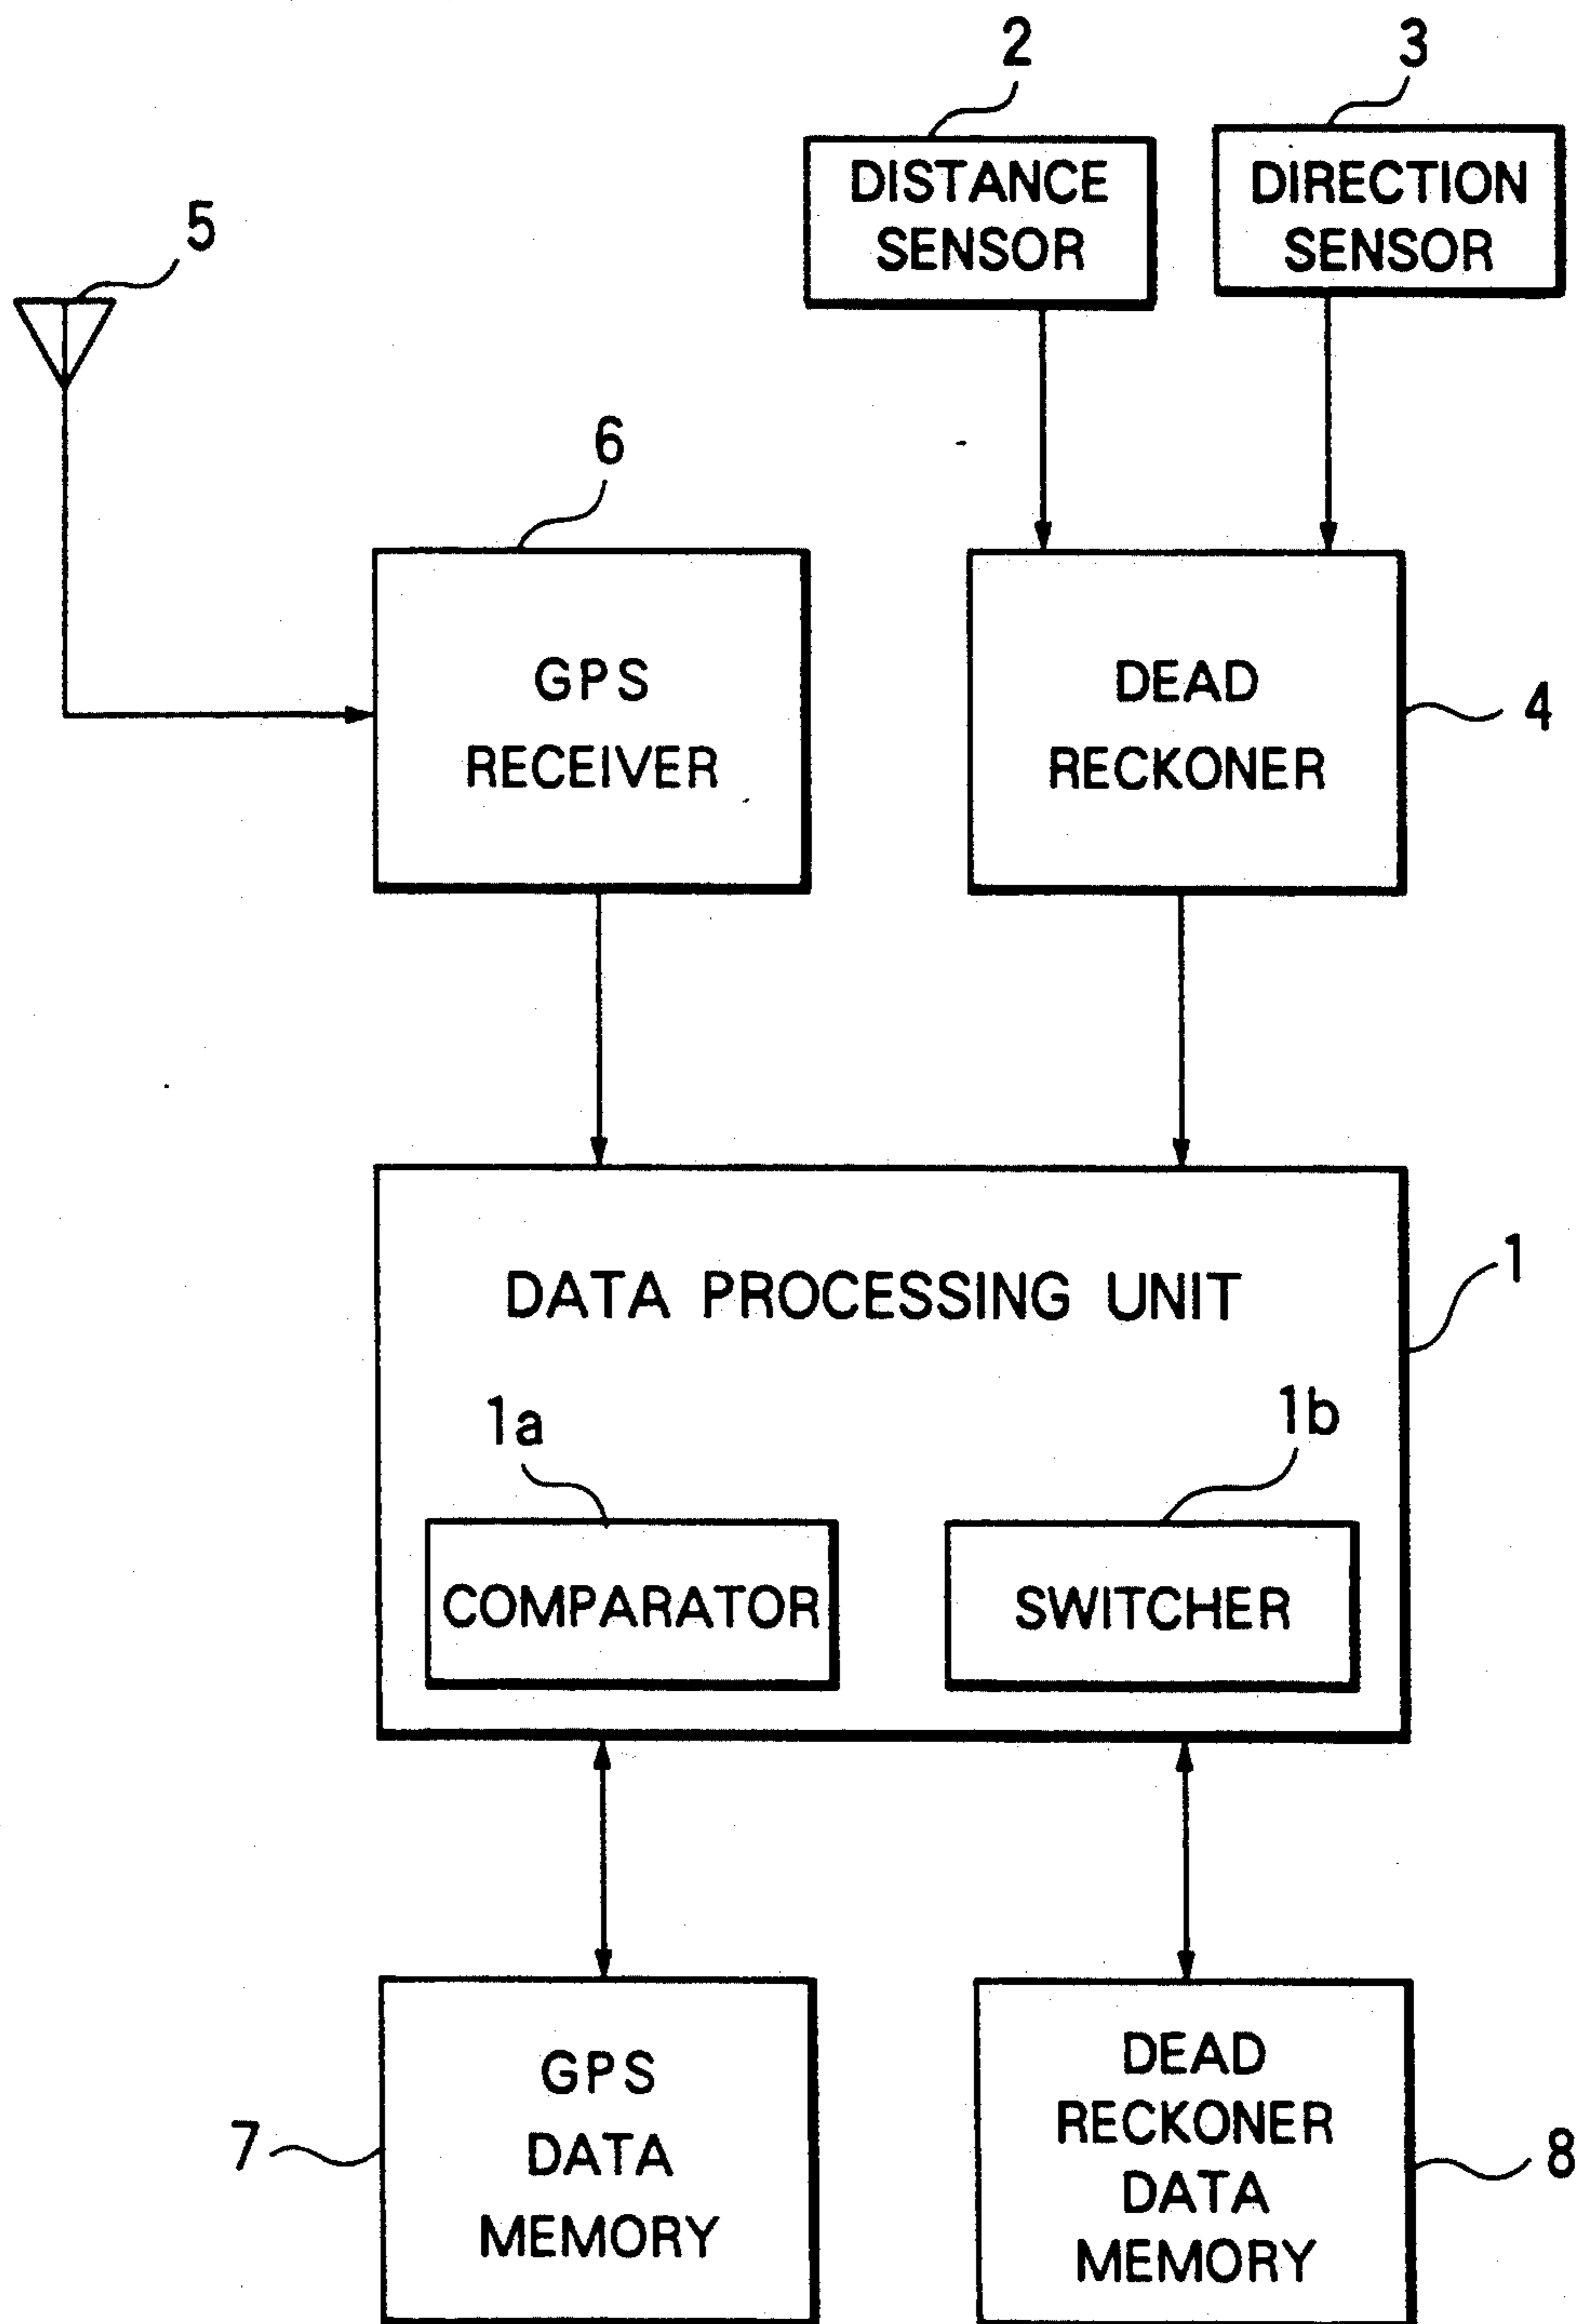 2
3
DISTANCE
SENSOR
DIRECTION
SENSOR
5
6
GPS
RECEIVER
DEAD
RECKONER
4
DATA PROCESSING UNIT
1
1a
1b
COMPARATOR
SWITCHER
GPS
DATA
MEMORY
7
DEAD
RECKONER
DATA
MEMORY
8